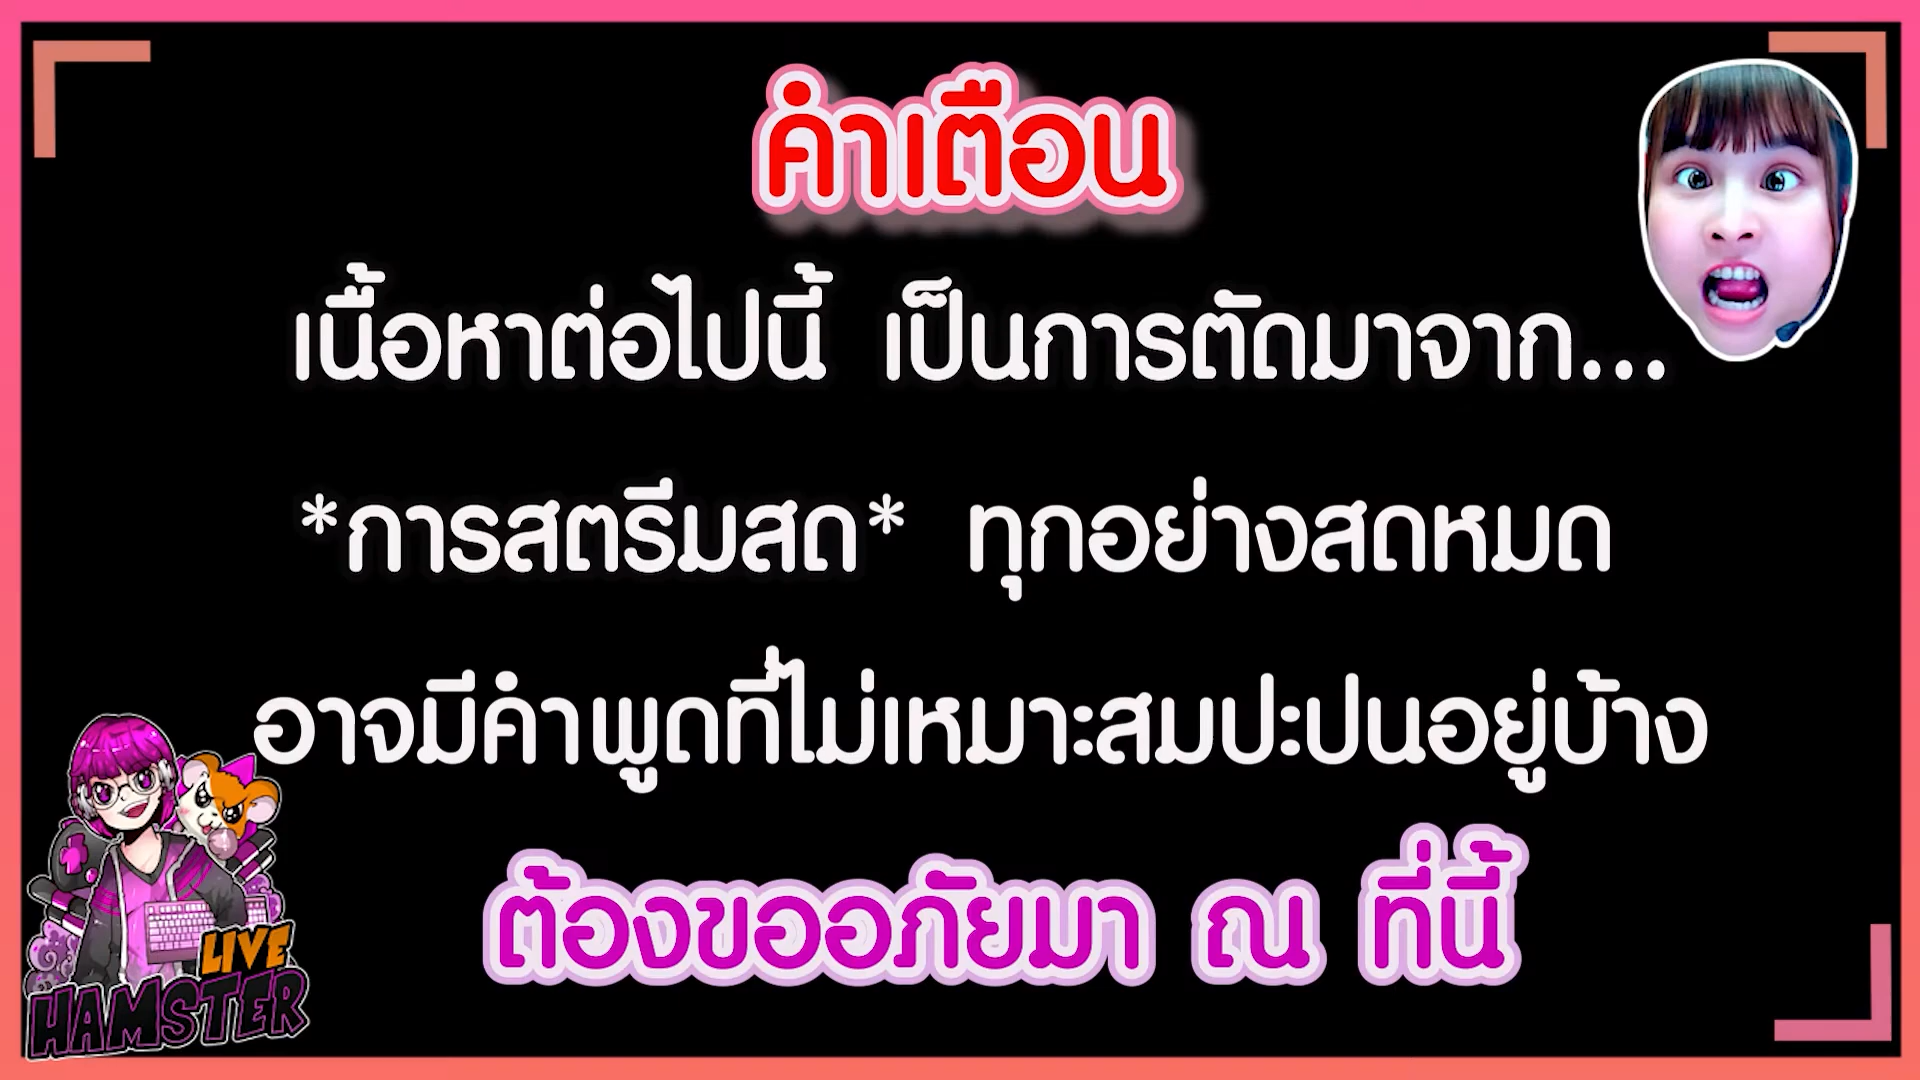 คำเตือน
เนื้อหาต่อไปนี้ เป็นการตัดมาจาก...
*การสตรีมสด* ทุกอย่างสดหมด
อาจมีคำพูดที่ไม่เหมาะสมปะปนอยู่บ้าง
ต้องขออภัยมา ณ ที่นี้
LIVE
HAMSTER